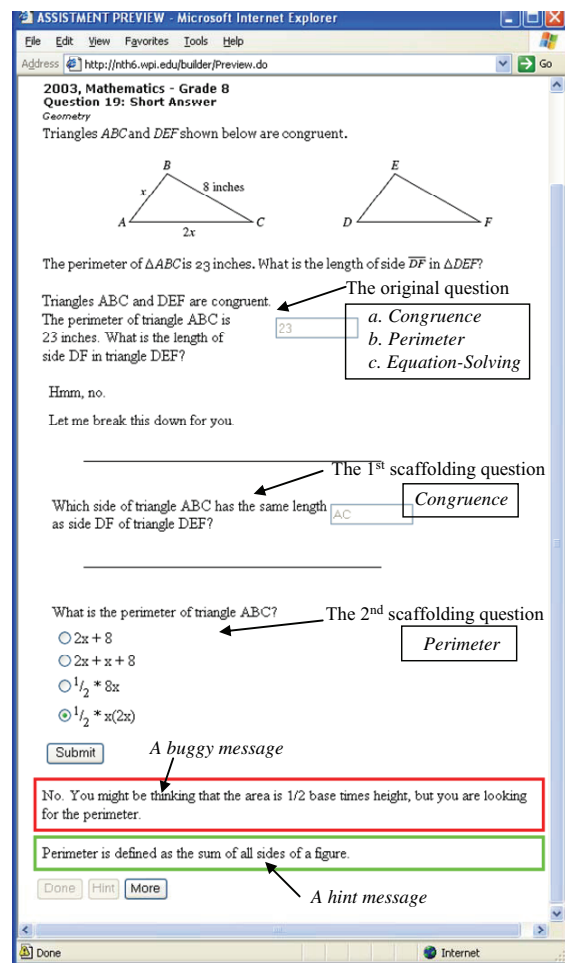 ASSISTMENT PREVIEW - Microsoft Internet Explorer
File Edit View Favorites Tools Help
Address http://nth6.wpi.edu/builder/Preview.do Go
2003, Mathematics - Grade 8
Question 19: Short Answer
Geometry
Triangles ABC and DEF shown below are congruent.
B
E
x
8 inches
A
C
D
F
2x
The perimeter of ΔABC is 23 inches. What is the length of side DF in ΔDEF?
The original question
Triangles ABC and DEF are congruent.
The perimeter of triangle ABC is
23 inches. What is the length of
side DF in triangle DEF?
23
a. Congruence
b. Perimeter
c. Equation-Solving
Hmm, no.
Let me break this down for you.
The 1st scaffolding question
Congruence
Which side of triangle ABC has the same length
as side DF of triangle DEF?
AC
What is the perimeter of triangle ABC?
The 2nd scaffolding question
Perimeter
2x + 8
2x + x + 8
1/2 * 8x
1/2 * x(2x)
Submit
A buggy message
No. You might be thinking that the area is 1/2 base times height, but you are looking
for the perimeter.
Perimeter is defined as the sum of all sides of a figure.
Done Hint More
A hint message
Done Internet